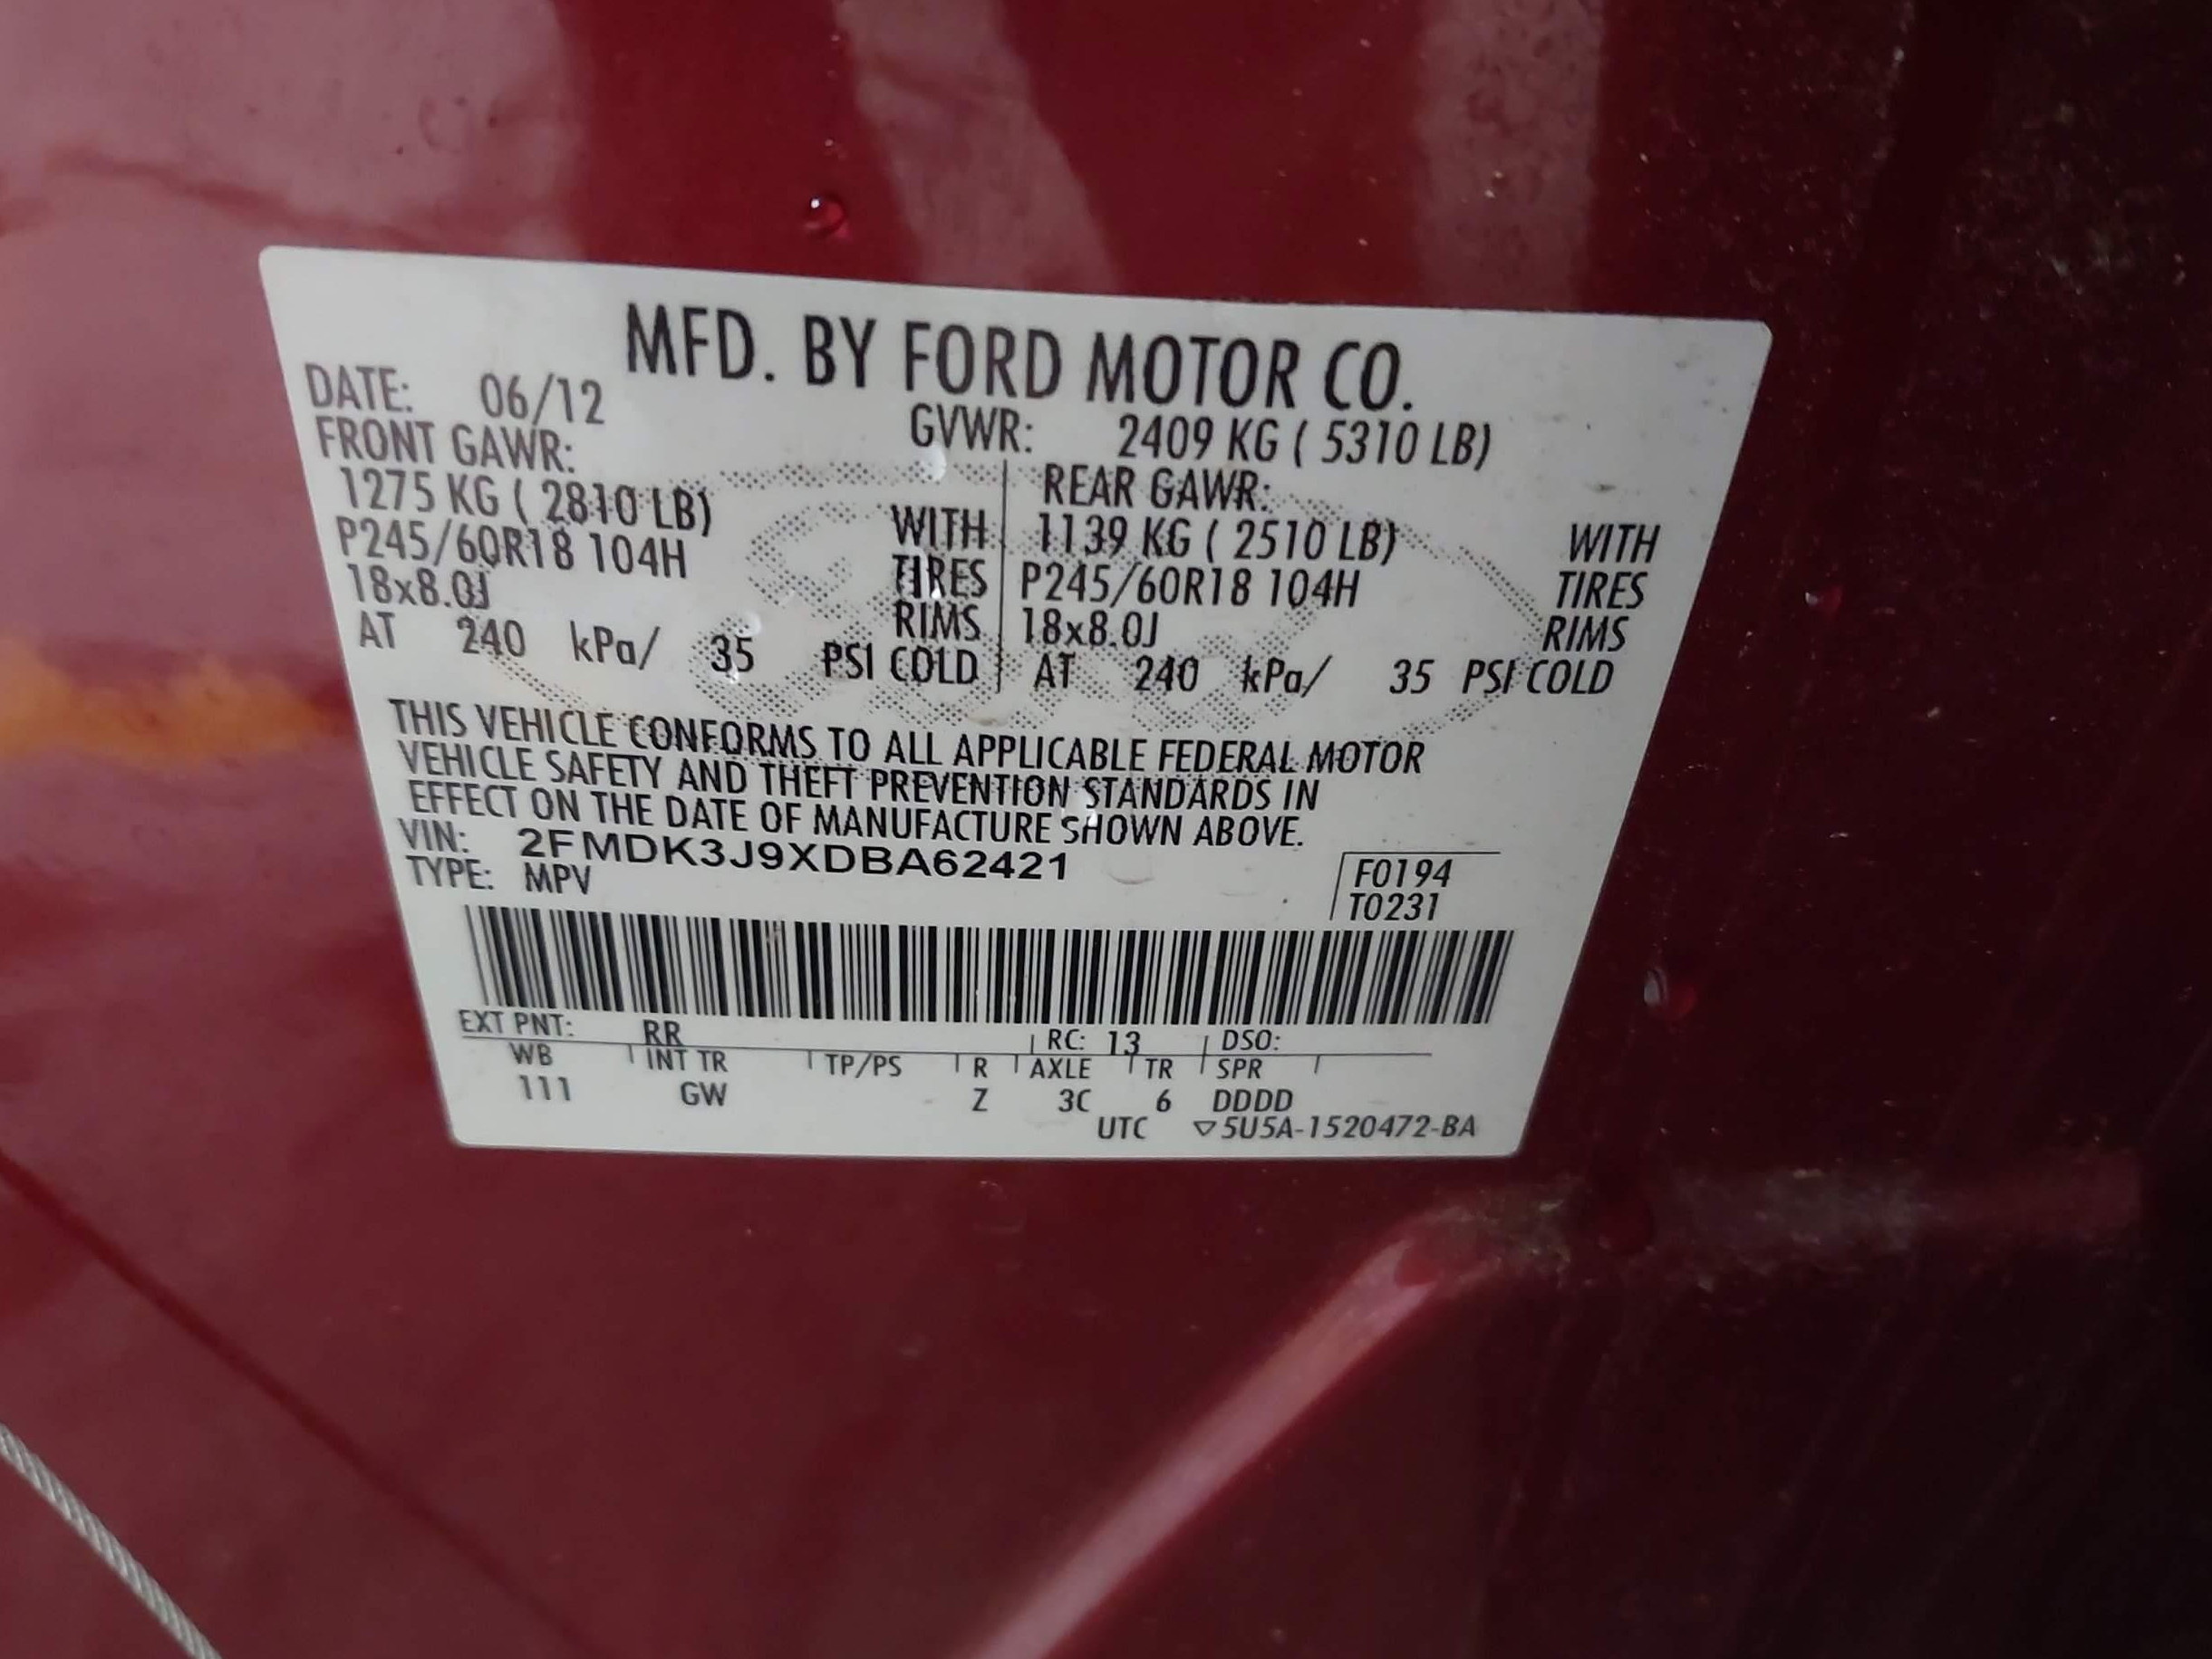 MFD. BY FORD MOTOR CO.
DATE: 06/12 GVWR: 2409 KG ( 5310 LB)
FRONT GAWR: REAR GAWR:
1275 KG ( 2810 LB) WITH 1139 KG ( 2510 LB) WITH
P245/60R18 104H TIRES P245/60R18 104H TIRES
18x8.0J RIMS 18x8.0J RIMS
AT 240 kPa/ 35 PSI COLD AT 240 kPa/ 35 PSI COLD
THIS VEHICLE CONFORMS TO ALL APPLICABLE FEDERAL MOTOR
VEHICLE SAFETY AND THEFT PREVENTION STANDARDS IN
EFFECT ON THE DATE OF MANUFACTURE SHOWN ABOVE.
VIN: 2FMDK3J9XDBA62421
TYPE: MPV
F0194
T0231
EXT PNT: RR RC: 13 DSO:
WB INT TR TP/PS R AXLE TR SPR
111 GW Z 3C 6 DDDD
UTC ▽5U5A-1520472-BA